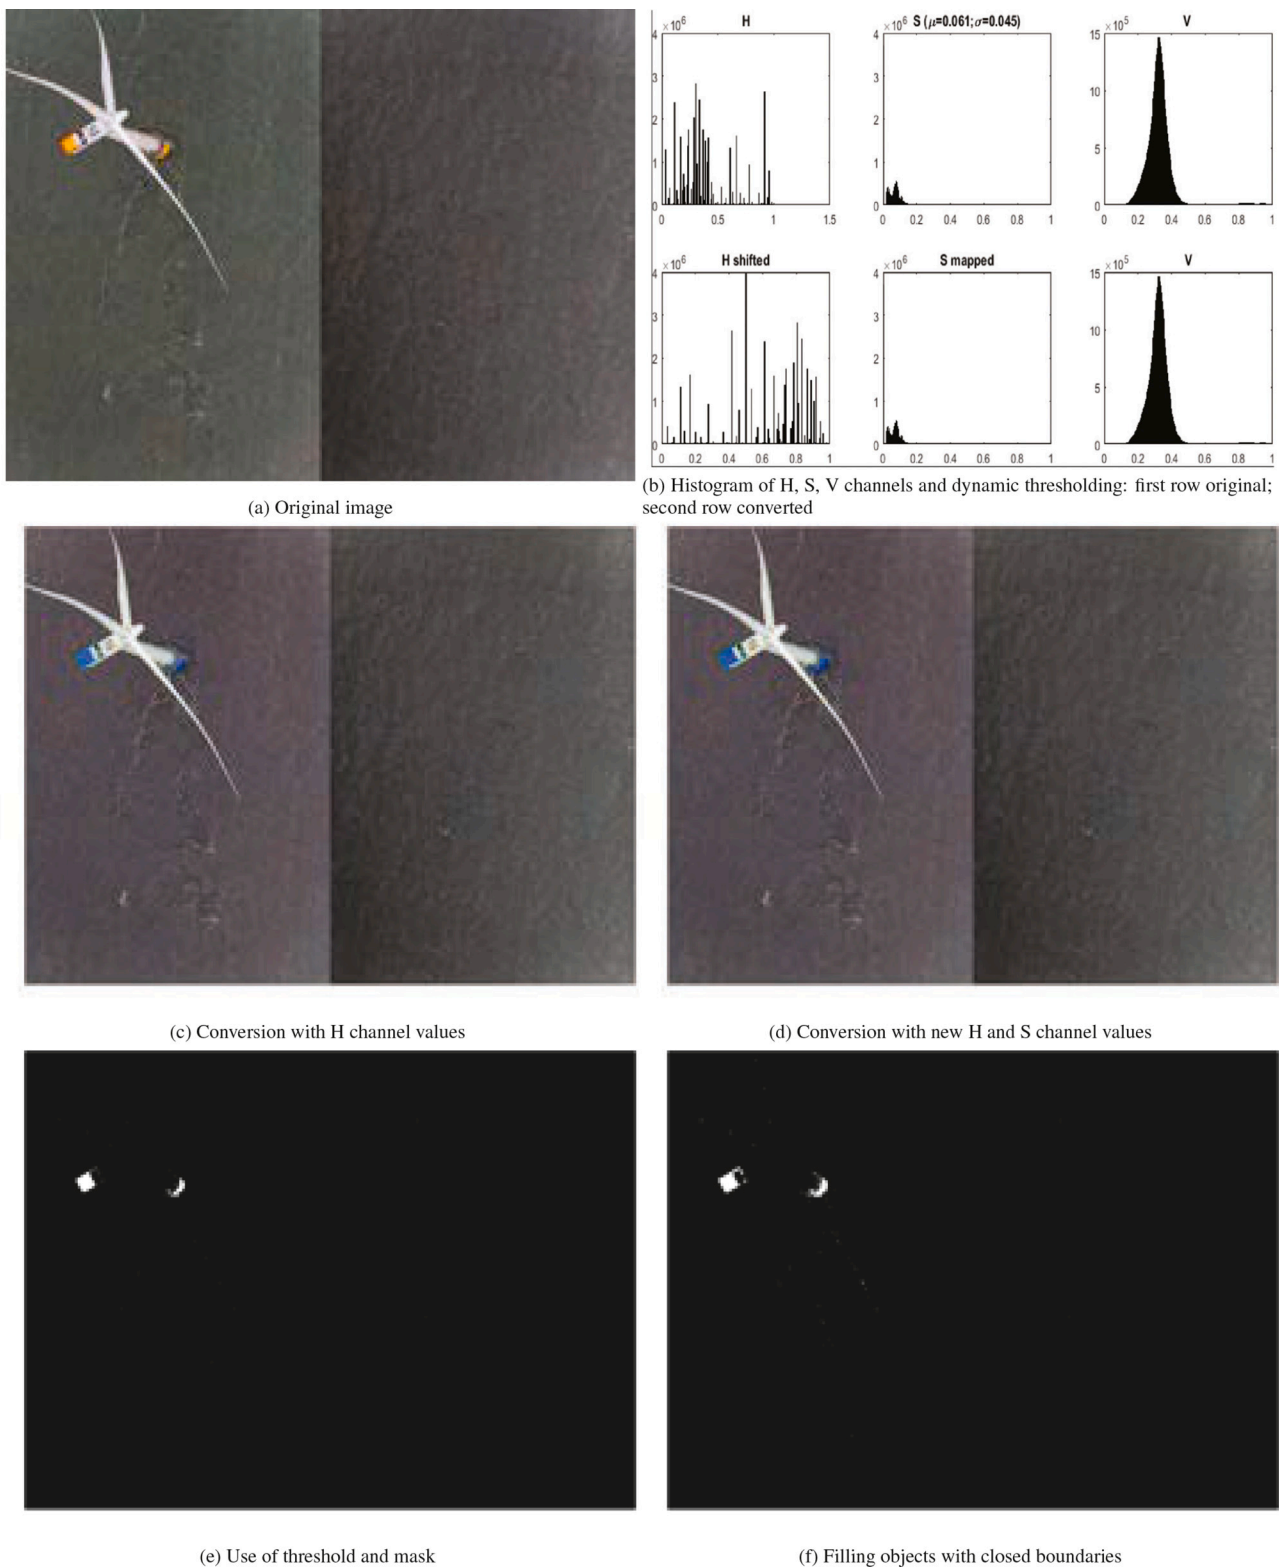 ×10⁶ H
4
3
2
1
0
0 0.5 1 1.5
×10⁶ S (μ=0.061;σ=0.045)
4
3
2
1
0
0 0.2 0.4 0.6 0.8 1
×10⁵ V
15
10
5
0
0 0.2 0.4 0.6 0.8 1
×10⁶ H shifted
4
3
2
1
0
0 0.2 0.4 0.6 0.8 1
×10⁶ S mapped
4
3
2
1
0
0 0.2 0.4 0.6 0.8 1
×10⁵ V
15
10
5
0
0 0.2 0.4 0.6 0.8 1
(a) Original image
(b) Histogram of H, S, V channels and dynamic thresholding: first row original;
second row converted
(c) Conversion with H channel values
(d) Conversion with new H and S channel values
(e) Use of threshold and mask
(f) Filling objects with closed boundaries